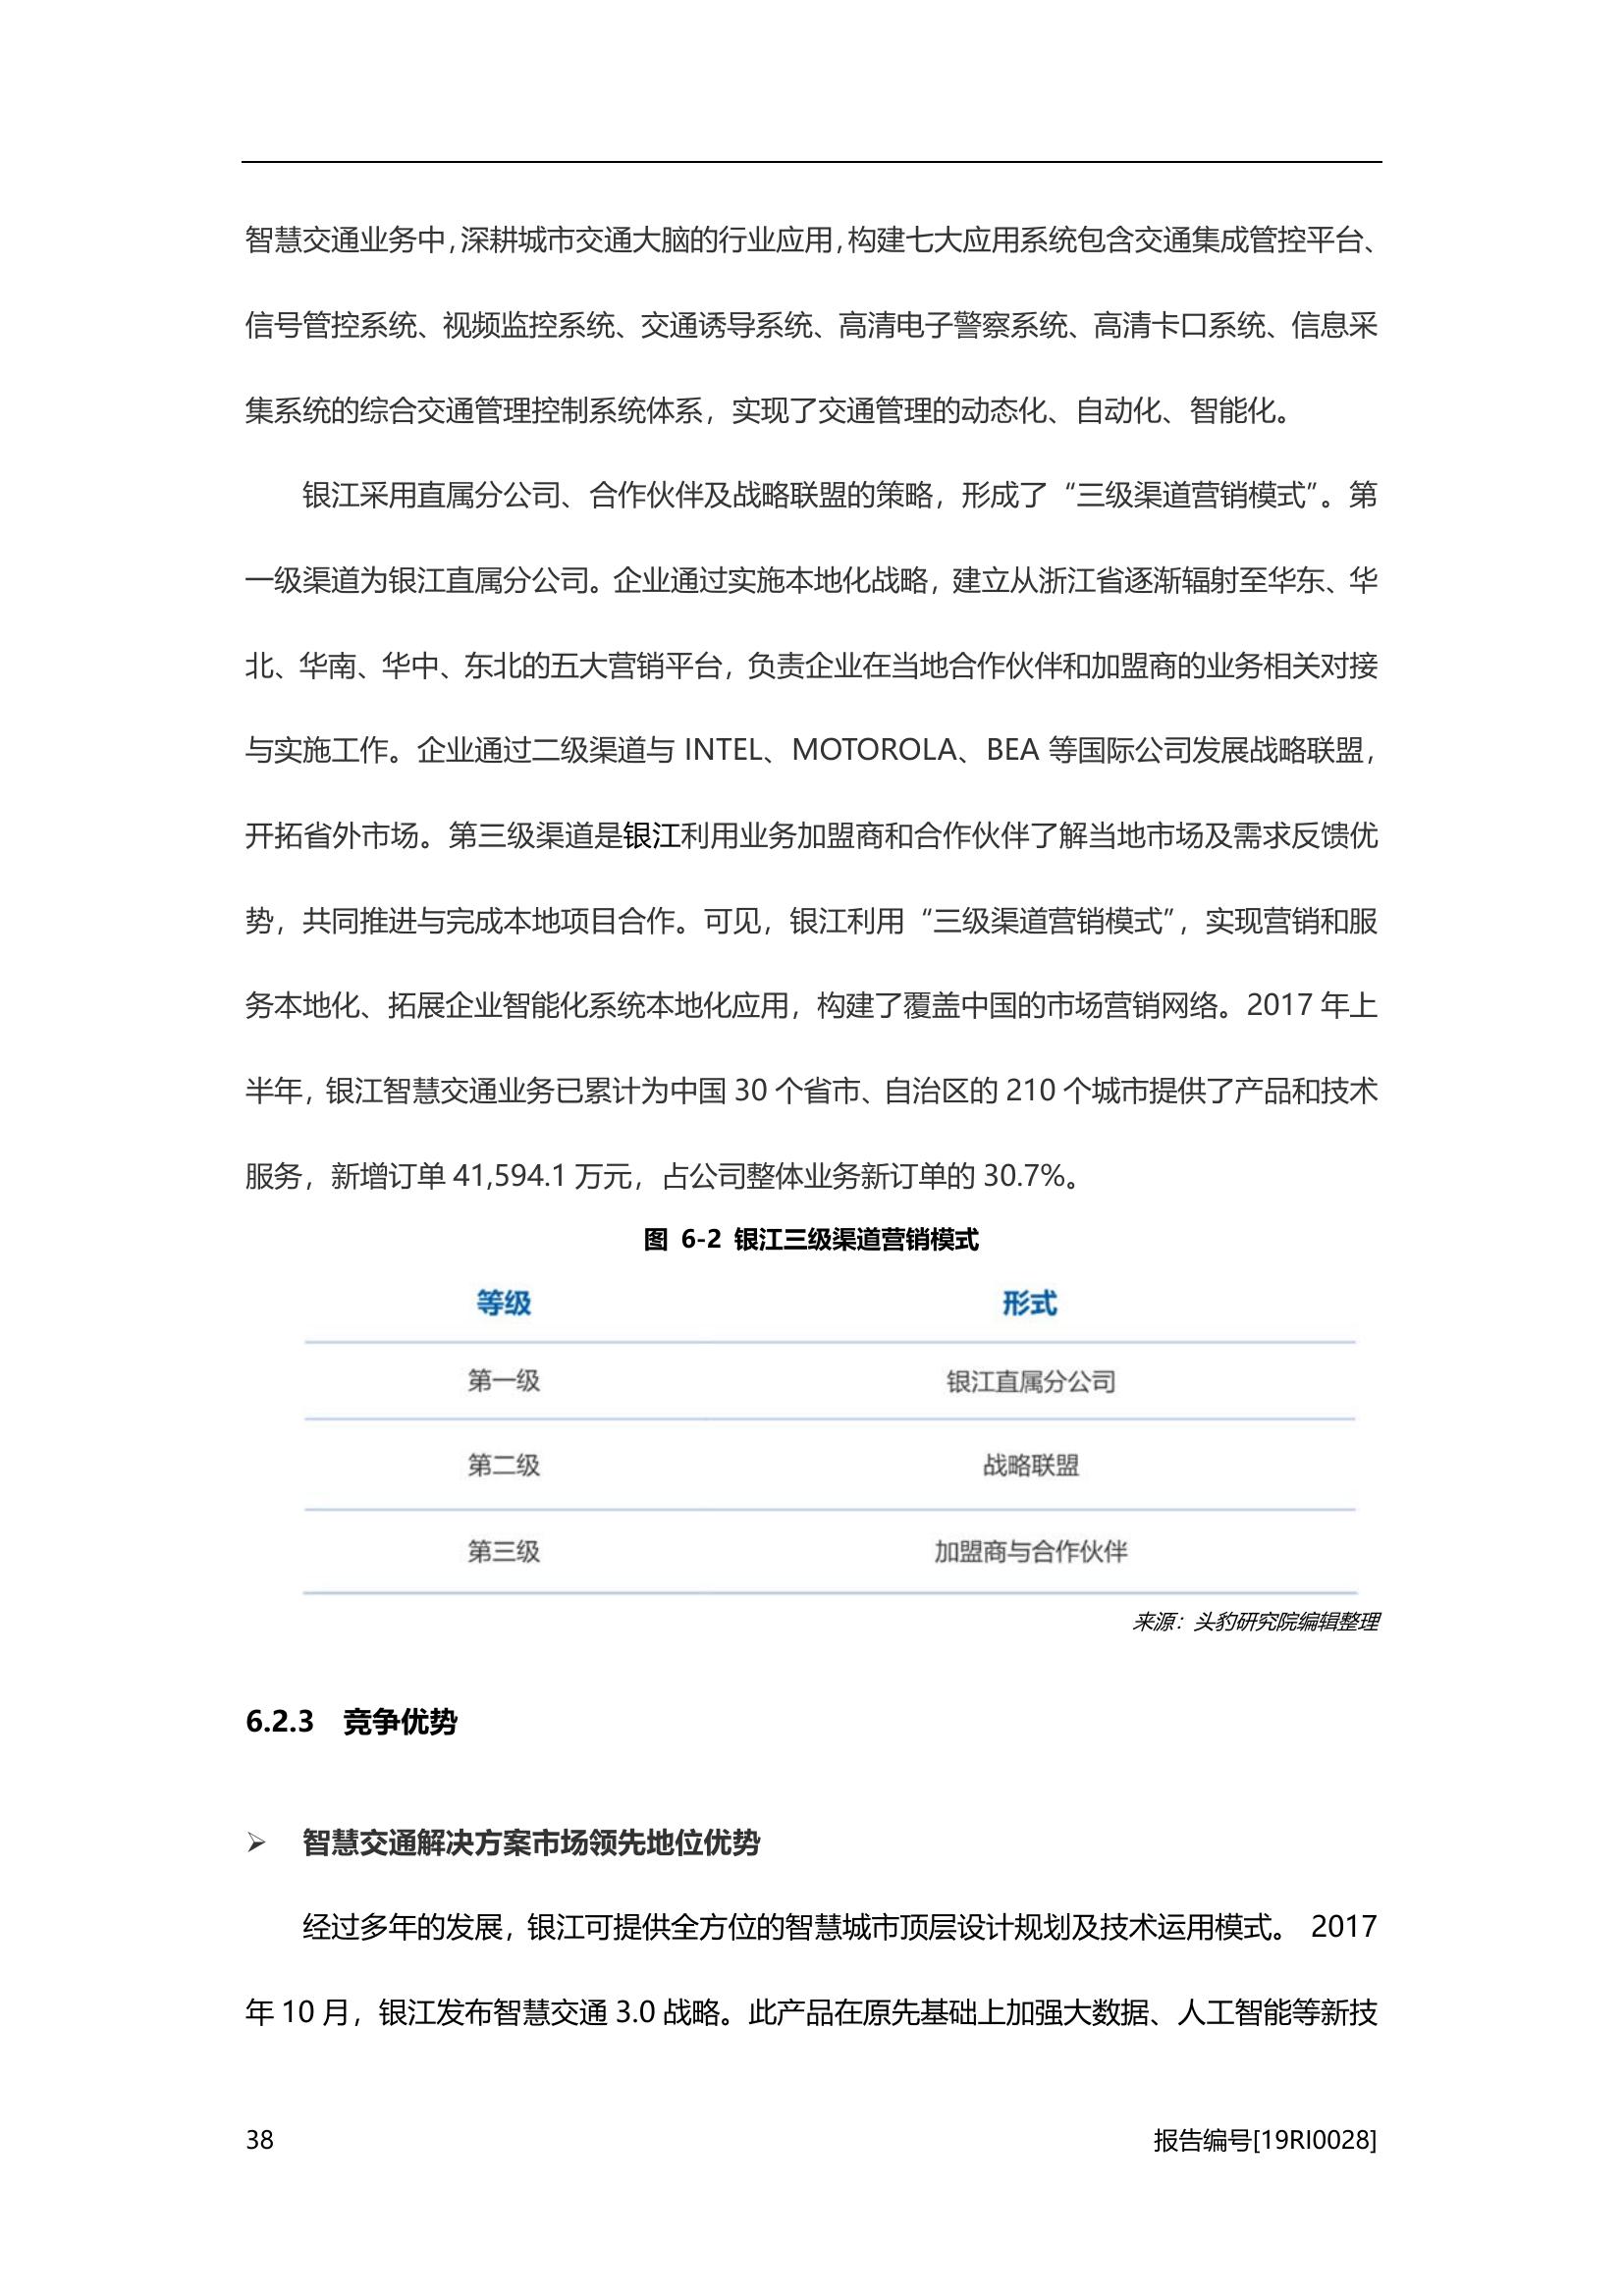 智慧交通业务中，深耕城市交通大脑的行业应用，构建七大应用系统包含交通集成管控平台、
信号管控系统、视频监控系统、交通诱导系统、高清电子警察系统、高清卡口系统、信息采
集系统的综合交通管理控制系统体系，实现了交通管理的动态化、自动化、智能化。
银江采用直属分公司、合作伙伴及战略联盟的策略，形成了“三级渠道营销模式”。第
一级渠道为银江直属分公司。企业通过实施本地化战略，建立从浙江省逐渐辐射至华东、华
北、华南、华中、东北的五大营销平台，负责企业在当地合作伙伴和加盟商的业务相关对接
与实施工作。企业通过二级渠道与 INTEL、MOTOROLA、BEA 等国际公司发展战略联盟，
开拓省外市场。第三级渠道是银江利用业务加盟商和合作伙伴了解当地市场及需求反馈优
势，共同推进与完成本地项目合作。可见，银江利用“三级渠道营销模式”，实现营销和服
务本地化、拓展企业智能化系统本地化应用，构建了覆盖中国的市场营销网络。2017 年上
半年，银江智慧交通业务已累计为中国 30 个省市、自治区的 210 个城市提供了产品和技术
服务，新增订单 41,594.1 万元，占公司整体业务新订单的 30.7%。
图 6-2 银江三级渠道营销模式
等级 形式
第一级 银江直属分公司
第二级 战略联盟
第三级 加盟商与合作伙伴
来源：头豹研究院编辑整理
6.2.3 竞争优势
➢ 智慧交通解决方案市场领先地位优势
经过多年的发展，银江可提供全方位的智慧城市顶层设计规划及技术运用模式。 2017
年 10 月，银江发布智慧交通 3.0 战略。此产品在原先基础上加强大数据、人工智能等新技
38 报告编号[19RI0028]